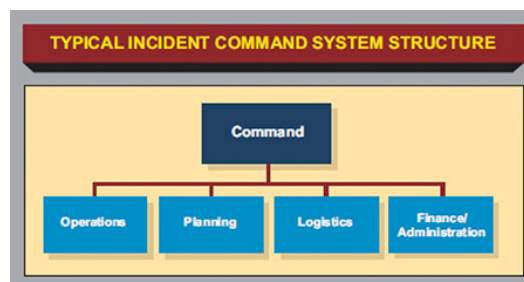 TYPICAL INCIDENT COMMAND SYSTEM STRUCTURE
Command
Operations
Planning
Logistics
Finance/
Administration